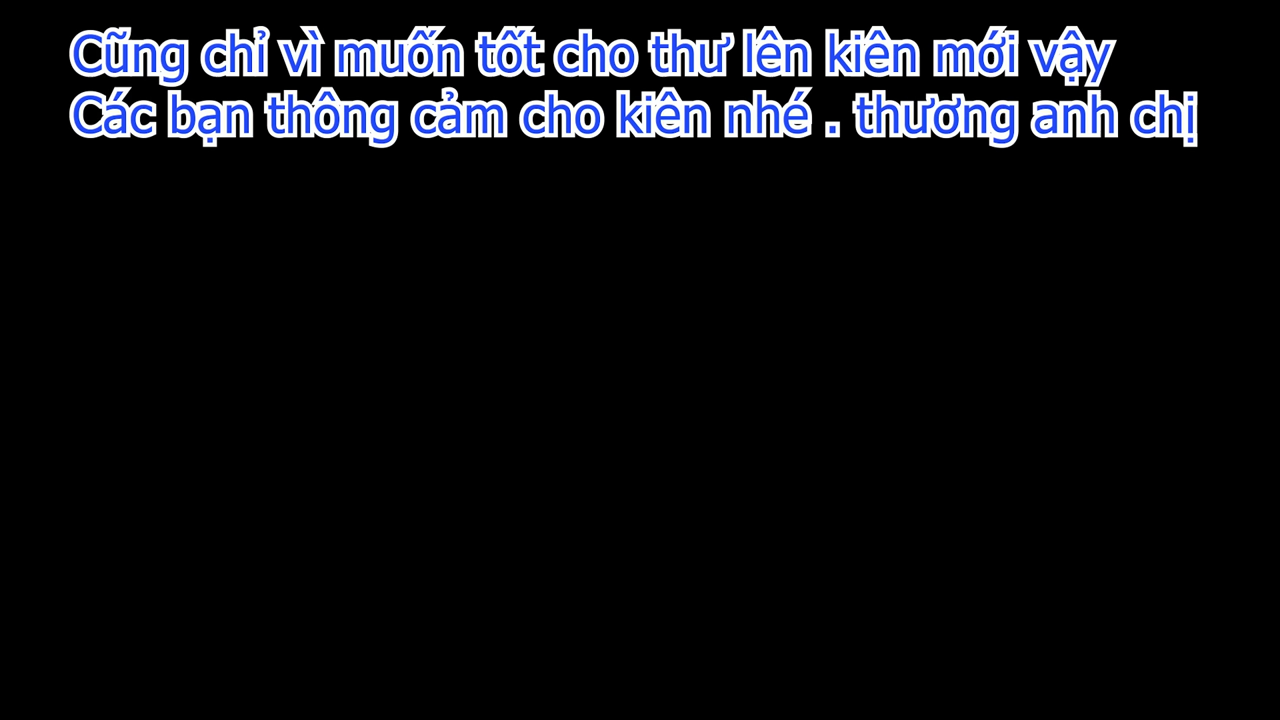 Cũng chỉ vì muốn tốt cho thư lên kiên mới vậy
Các bạn thông cảm cho kiên nhé . thương anh chị